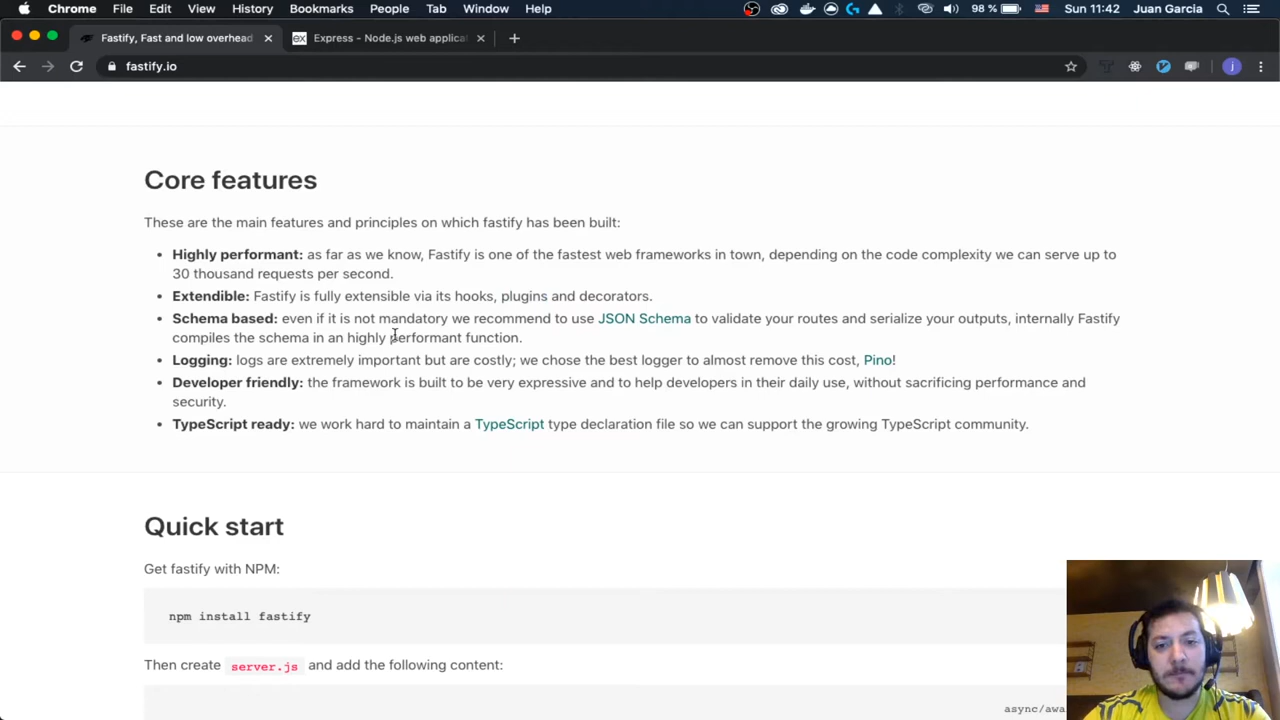 Chrome File Edit View History Bookmarks People Tab Window Help 98 % Sun 11:42 Juan Garcia
Fastify, Fast and low overhead
Express - Node.js web applicat
fastify.io
j
Core features
These are the main features and principles on which fastify has been built:
• Highly performant: as far as we know, Fastify is one of the fastest web frameworks in town, depending on the code complexity we can serve up to
30 thousand requests per second.
• Extendible: Fastify is fully extensible via its hooks, plugins and decorators.
• Schema based: even if it is not mandatory we recommend to use JSON Schema to validate your routes and serialize your outputs, internally Fastify
compiles the schema in an highly performant function.
• Logging: logs are extremely important but are costly; we chose the best logger to almost remove this cost, Pino!
• Developer friendly: the framework is built to be very expressive and to help developers in their daily use, without sacrificing performance and
security.
• TypeScript ready: we work hard to maintain a TypeScript type declaration file so we can support the growing TypeScript community.
Quick start
Get fastify with NPM:
npm install fastify
Then create server.js and add the following content:
async/awa